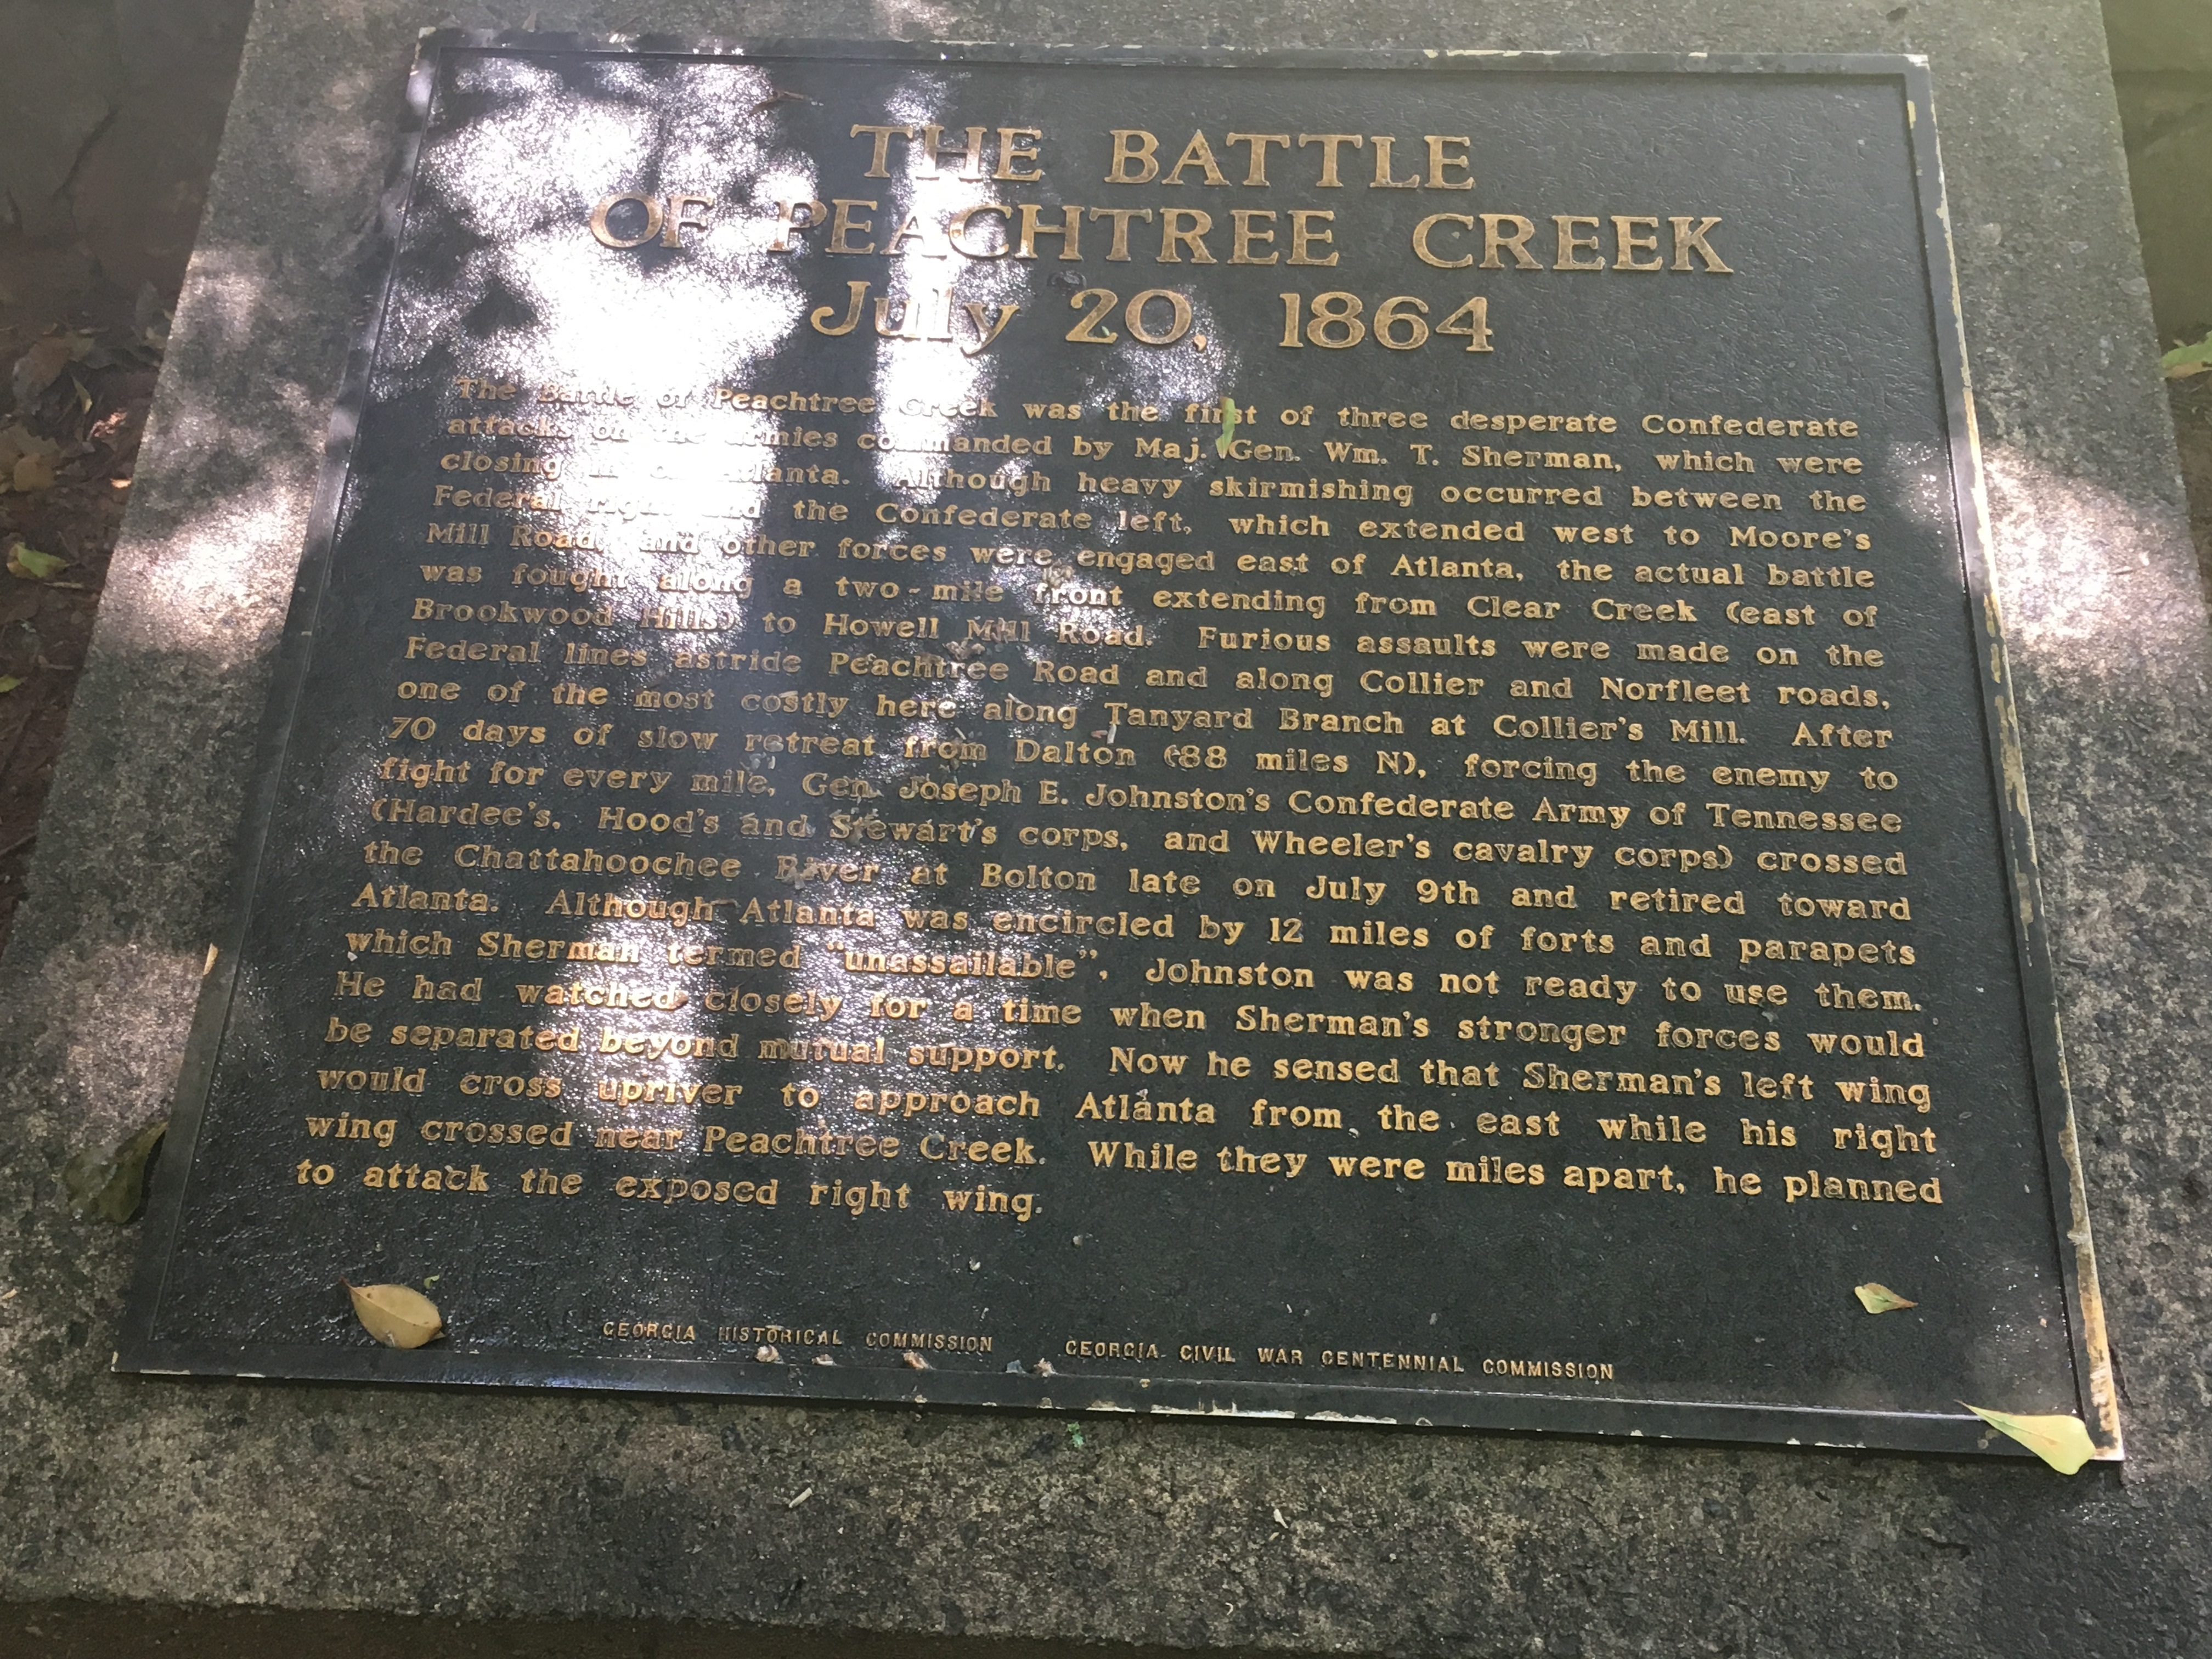 THE BATTLE
OF PEACHTREE CREEK
July 20, 1864
The Battle of Peachtree Creek was the first of three desperate Confederate
attacks on the armies commanded by Maj. Gen. Wm. T. Sherman, which were
closing in on Atlanta. Although heavy skirmishing occurred between the
Federal right and the Confederate left, which extended west to Moore's
Mill Road, and other forces were engaged east of Atlanta, the actual battle
was fought along a two-mile front extending from Clear Creek (east of
Brookwood Hills) to Howell Mill Road. Furious assaults were made on the
Federal lines astride Peachtree Road and along Collier and Norfleet roads,
one of the most costly here along Tanyard Branch at Collier's Mill. After
70 days of slow retreat from Dalton (88 miles N), forcing the enemy to
fight for every mile, Gen. Joseph E. Johnston's Confederate Army of Tennessee
(Hardee's, Hood's and Stewart's corps, and Wheeler's cavalry corps) crossed
the Chattahoochee River at Bolton late on July 9th and retired toward
Atlanta. Although Atlanta was encircled by 12 miles of forts and parapets
which Sherman termed "unassailable", Johnston was not ready to use them.
He had watched closely for a time when Sherman's stronger forces would
be separated beyond mutual support. Now he sensed that Sherman's left wing
would cross upriver to approach Atlanta from the east while his right
wing crossed near Peachtree Creek. While they were miles apart, he planned
to attack the exposed right wing.
GEORGIA HISTORICAL COMMISSION GEORGIA CIVIL WAR CENTENNIAL COMMISSION